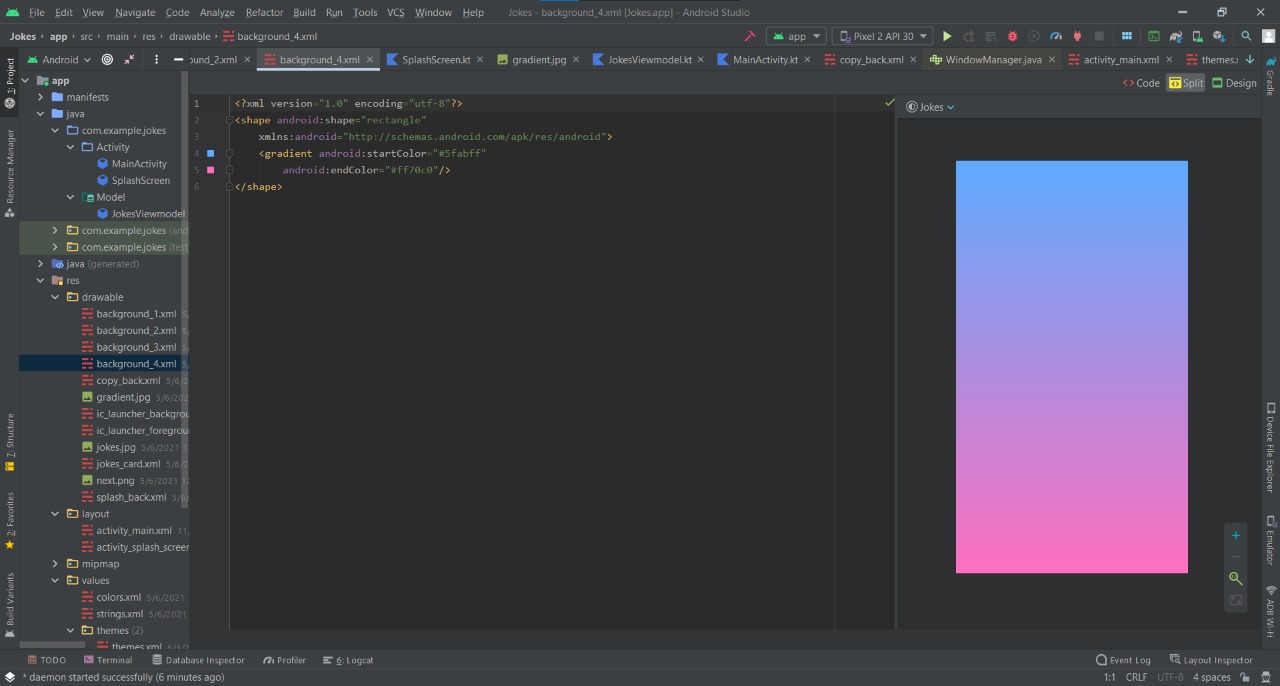 File Edit View Navigate Code Analyze Refactor Build Run Tools VCS Window Help Jokes - background_4.xml [Jokes.app] - Android Studio
Jokes app src main res drawable background_4.xml app Pixel 2 API 30
Android ound_2.xml background_4.xml SplashScreen.kt gradient.jpg JokesViewmodel.kt MainActivity.kt copy_back.xml WindowManager.java activity_main.xml themes.
Code Split Design
1: Project
Resource Manager
7: Structure
2: Favorites
Build Variants
app
manifests
java
com.example.jokes
Activity
MainActivity
SplashScreen
Model
JokesViewmodel
com.example.jokes (and
com.example.jokes (test
java (generated)
res
drawable
background_1.xml 5/
background_2.xml 5/
background_3.xml 5/
background_4.xml 5/
copy_back.xml 5/6/2
gradient.jpg 5/6/202
ic_launcher_backgrou
ic_launcher_foregrou
jokes.jpg 5/6/2021 1
jokes_card.xml 5/6/2
next.png 5/6/2021
splash_back.xml 5/6/
layout
activity_main.xml 11/
activity_splash_screen
mipmap
values
colors.xml 5/6/2021
strings.xml 5/6/2021
themes (2)
themes.xml
1 <?xml version="1.0" encoding="utf-8"?>
2 <shape android:shape="rectangle"
3 xmlns:android="http://schemas.android.com/apk/res/android">
4 <gradient android:startColor="#5fabff"
5 android:endColor="#ff70c0"/>
6 </shape>
Jokes
Gradle
Device File Explorer
Emulator
ADB Wi-Fi
TODO Terminal Database Inspector Profiler 6: Logcat Event Log Layout Inspector
* daemon started successfully (6 minutes ago) 1:1 CRLF UTF-8 4 spaces